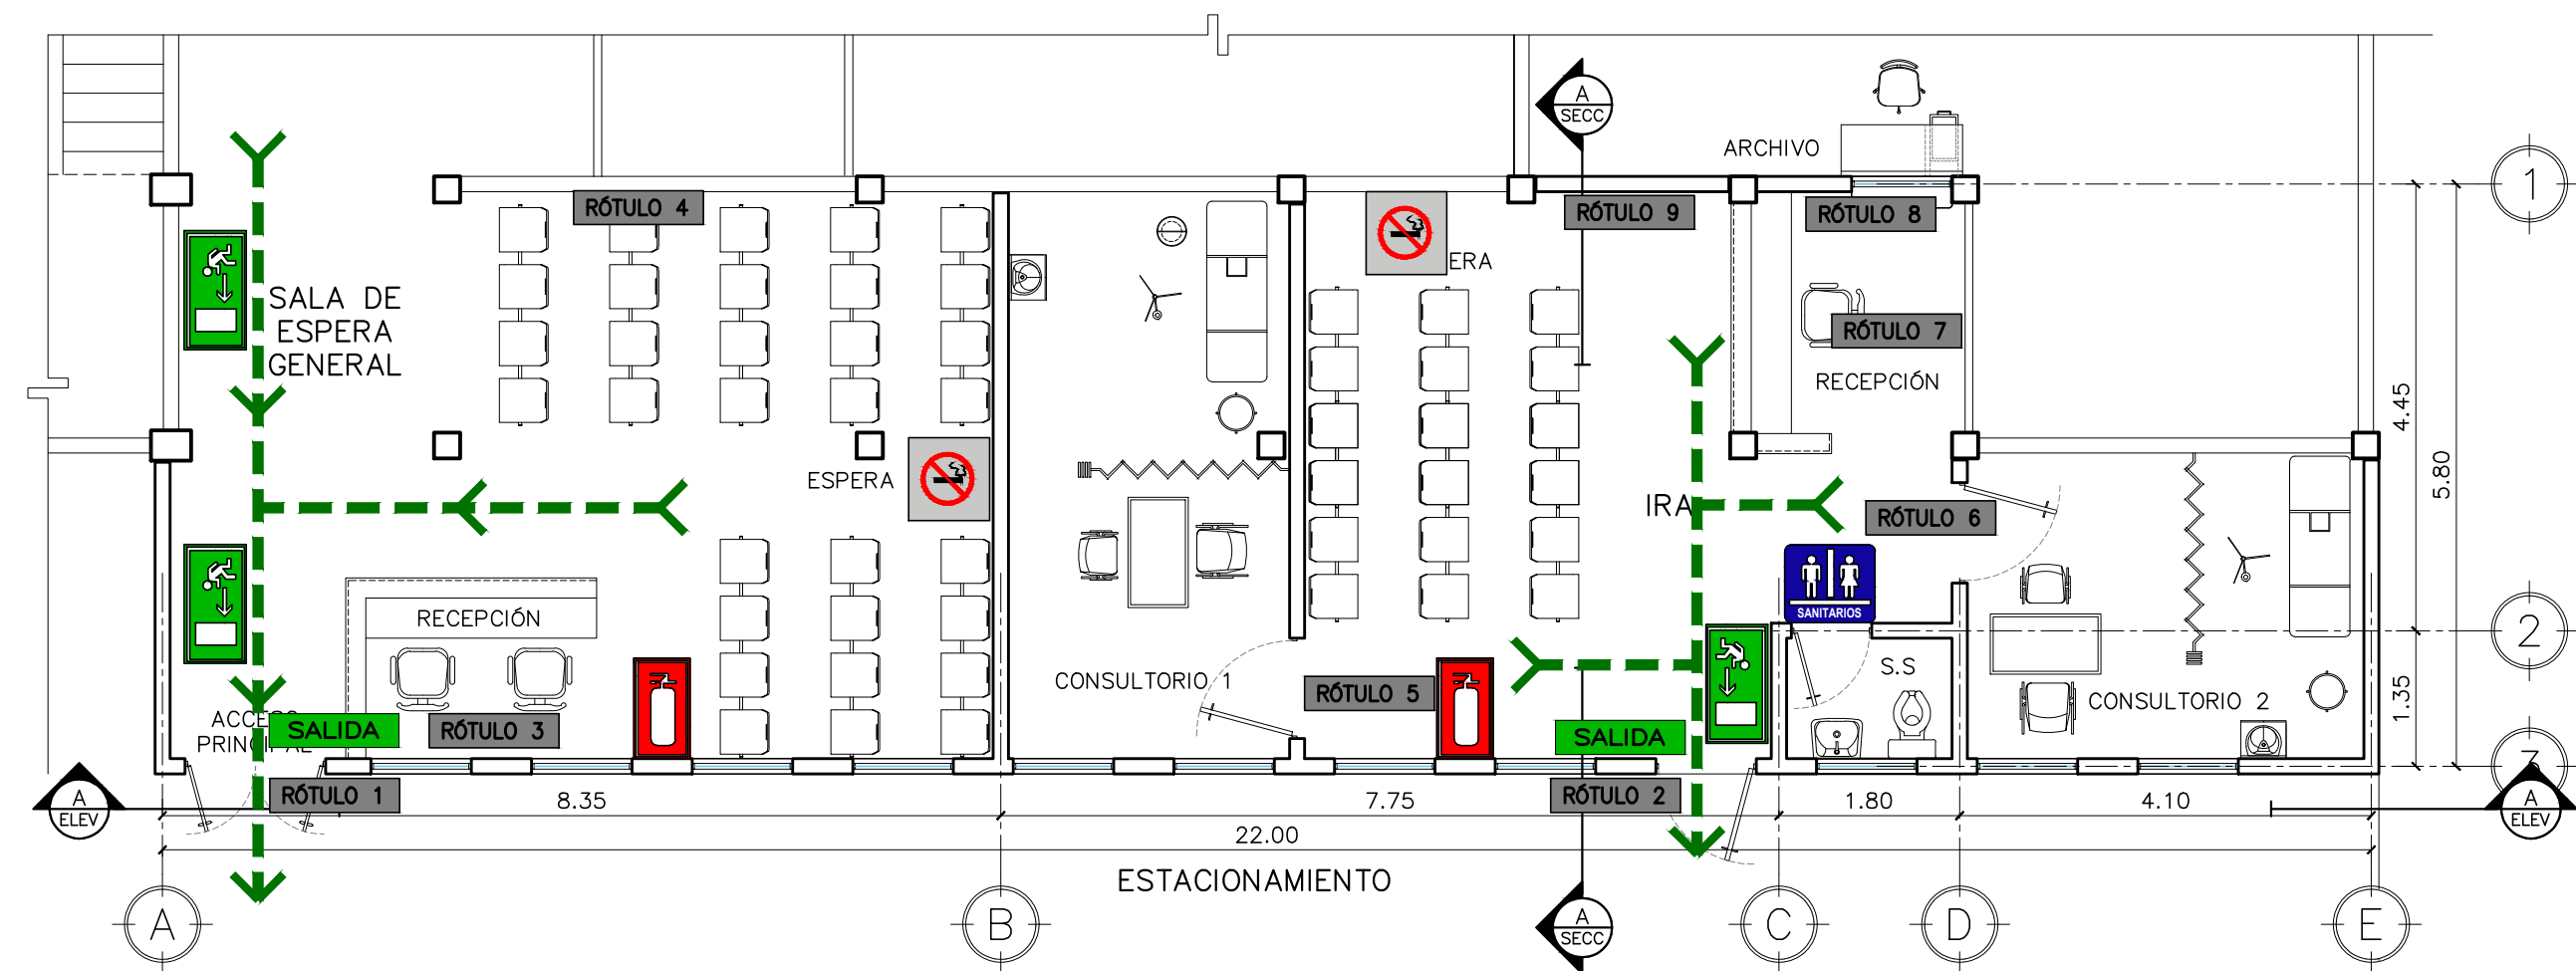 A
SECC
ARCHIVO
1
RÓTULO 4
RÓTULO 9
RÓTULO 8
ERA
SALA DE
ESPERA
GENERAL
RÓTULO 7
RECEPCIÓN
4.45
5.80
ESPERA
IRA
RÓTULO 6
SANITARIOS
RECEPCIÓN
2
S.S
CONSULTORIO 1
RÓTULO 5
CONSULTORIO 2
1.35
ACCESO
PRINCIPAL
SALIDA
RÓTULO 3
SALIDA
3
A
ELEV
RÓTULO 1
8.35
7.75
RÓTULO 2
1.80
4.10
A
ELEV
22.00
ESTACIONAMIENTO
A
B
A
SECC
C
D
E